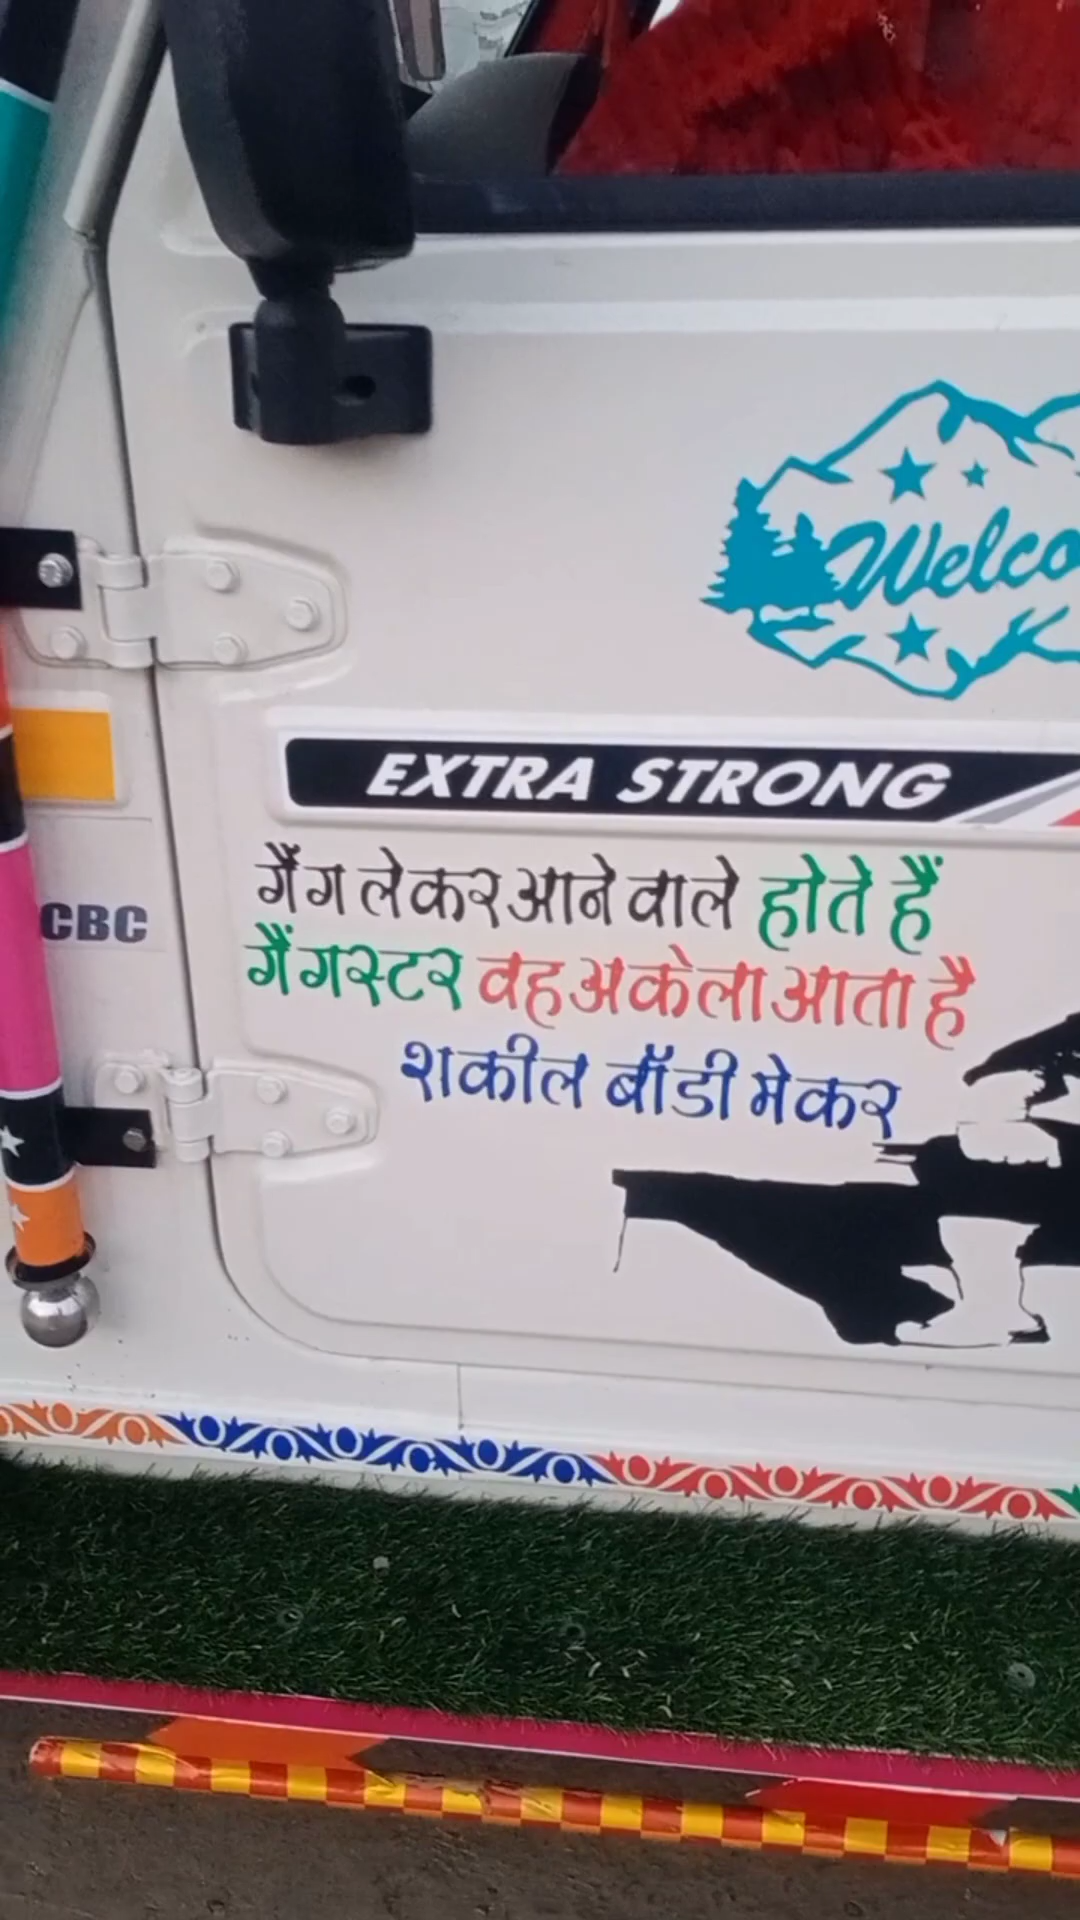 Welco
EXTRA STRONG
गैंग लेकर आने वाले होते हैं
CBC
गैंगस्टर वह अकेला आता है
शकील बॉडी मेकर